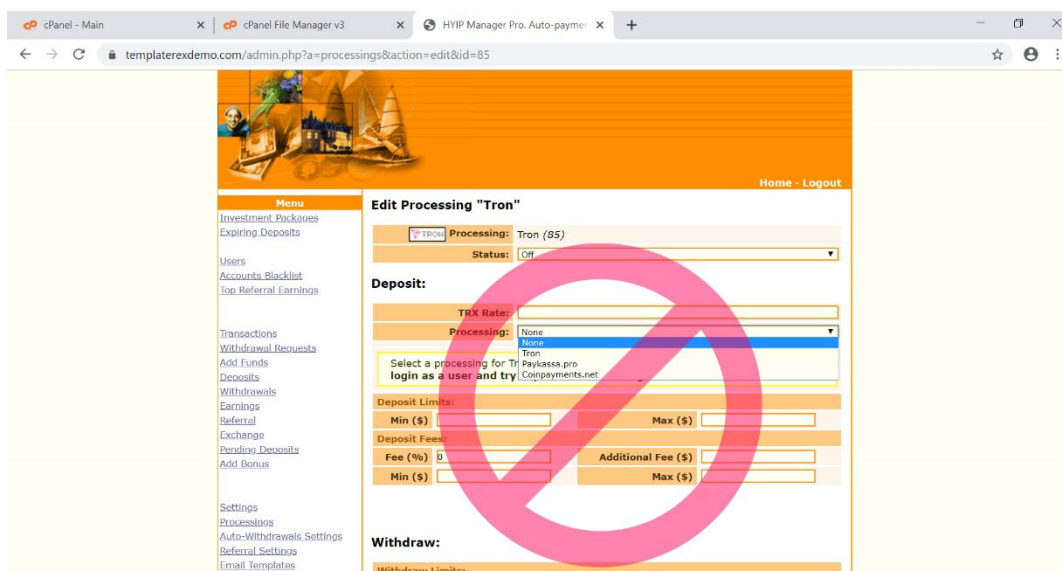 cPanel - Main
cPanel File Manager v3
HYIP Manager Pro. Auto-paymen
templaterexdemo.com/admin.php?a=processings&action=edit&id=85
Home - Logout
Menu
Investment Packages
Expiring Deposits
Users
Accounts Blacklist
Top Referral Earnings
Transactions
Withdrawal Requests
Add Funds
Deposits
Withdrawals
Earnings
Referral
Exchange
Pending Deposits
Add Bonus
Settings
Processings
Auto-Withdrawals Settings
Referral Settings
Email Templates
Edit Processing "Tron"
TRON Processing: Tron (85)
Status: Off
Deposit:
TRX Rate:
Processing: None
None
Tron
Paykassa.pro
Coinpayments.net
Select a processing for Tr
login as a user and try
Deposit Limits:
Min ($) Max ($)
Deposit Fees:
Fee (%) 0 Additional Fee ($)
Min ($) Max ($)
Withdraw:
Withdraw Limits: